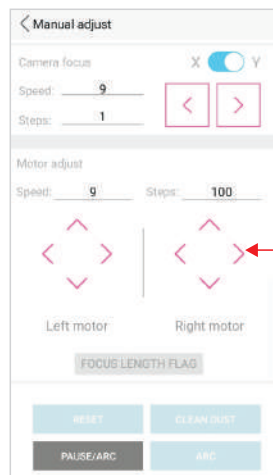 Manual adjust
Camera focus X Y
Speed: 9
Steps: 1
Motor adjust
Speed: 9 Steps: 100
Left motor Right motor
FOCUS LENGTH FLAG
RESET CLEAN DUST
PAUSE/ARC ARC